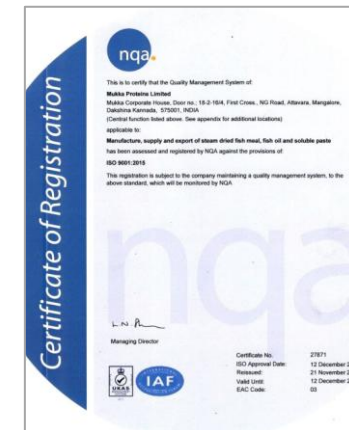 nqa.
Certificate of Registration
This is to certify that the Quality Management System of:
Mukka Proteins Limited
Mukka Corporate House, Door no.: 18-2-16/4, First Cross., NG Road, Attavara, Mangalore,
Dakshina Kannada, 575001, INDIA
(Central function listed above. See appendix for additional locations)
applicable to:
Manufacture, supply and export of steam dried fish meal, fish oil and soluble paste
has been assessed and registered by NQA against the provisions of:
ISO 9001:2015
This registration is subject to the company maintaining a quality management system, to the
above standard, which will be monitored by NQA
nqa
Managing Director
UKAS
IAF
Certificate No. 27871
ISO Approval Date: 12 December 2
Reissued: 21 November 2
Valid Until: 12 December 2
EAC Code: 03